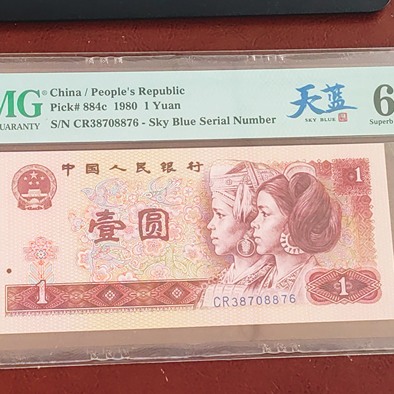 MG®
GUARANTY
China / People's Republic
Pick# 884c 1980 1 Yuan
S/N CR38708876 - Sky Blue Serial Number
天蓝
SKY BLUE
6
Superb
中国人民银行
壹圆
1
1
1
CR38708876